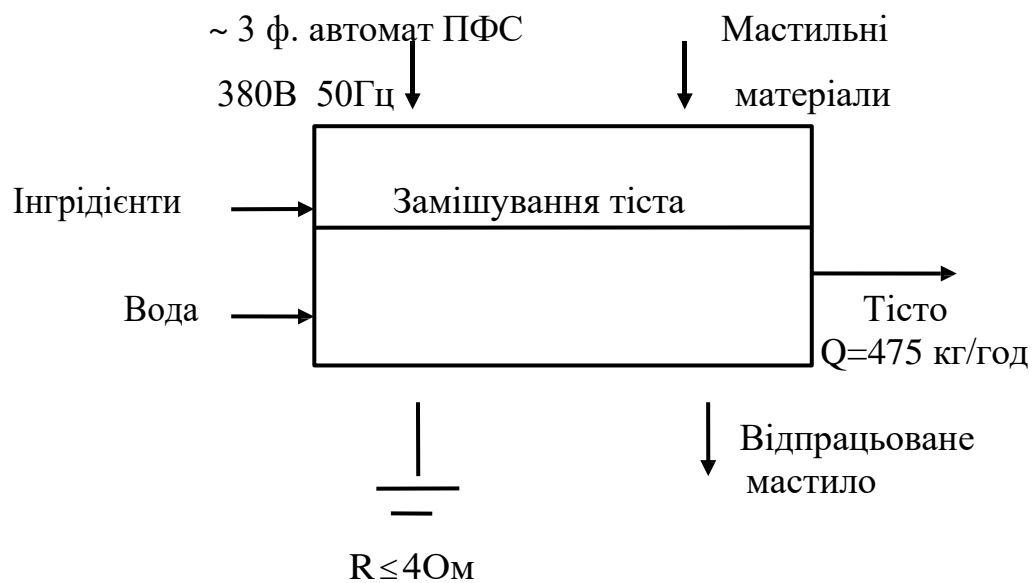 ~ 3 ф. автомат ПФС
380В 50Гц
Мастильні
матеріали
Інгрідієнти
Замішування тіста
Вода
Тісто
Q=475 кг/год
Відпрацьоване
мастило
R≤4Ом